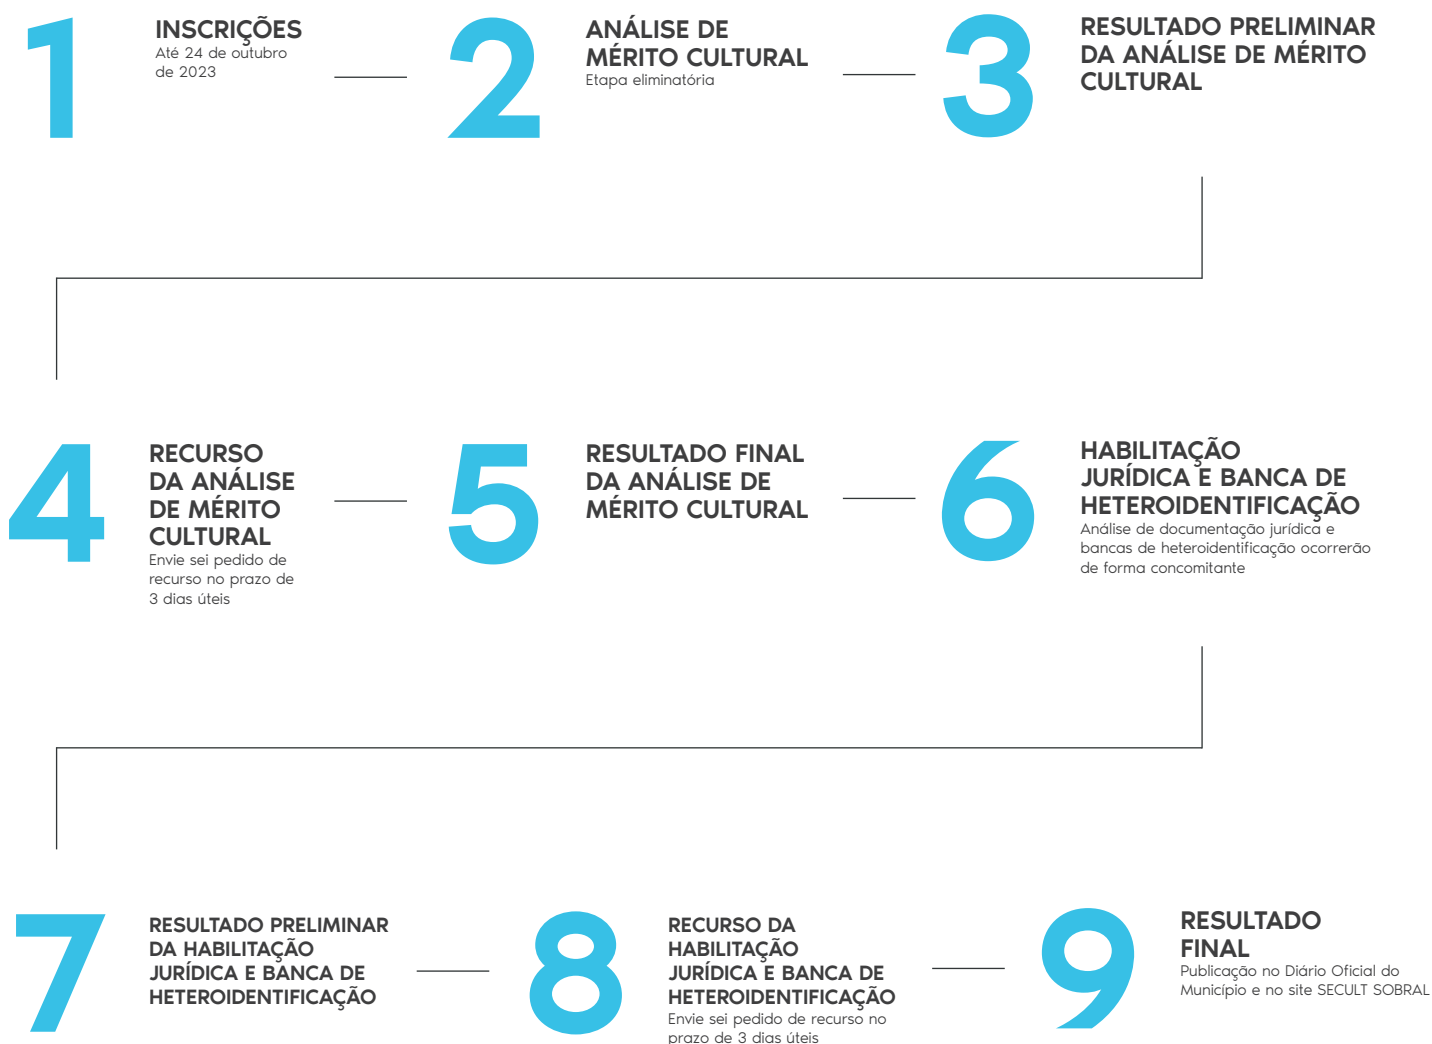 1
INSCRIÇÕES
Até 24 de outubro
de 2023
2
ANÁLISE DE
MÉRITO CULTURAL
Etapa eliminatória
3
RESULTADO PRELIMINAR
DA ANÁLISE DE MÉRITO
CULTURAL
4
RECURSO
DA ANÁLISE
DE MÉRITO
CULTURAL
Envie sei pedido de
recurso no prazo de
3 dias úteis
5
RESULTADO FINAL
DA ANÁLISE DE
MÉRITO CULTURAL
6
HABILITAÇÃO
JURÍDICA E BANCA DE
HETEROIDENTIFICAÇÃO
Análise de documentação jurídica e
bancas de heteroidentificação ocorrerão
de forma concomitante
7
RESULTADO PRELIMINAR
DA HABILITAÇÃO
JURÍDICA E BANCA DE
HETEROIDENTIFICAÇÃO
8
RECURSO DA
HABILITAÇÃO
JURÍDICA E BANCA DE
HETEROIDENTIFICAÇÃO
Envie sei pedido de recurso no
prazo de 3 dias úteis
9
RESULTADO
FINAL
Publicação no Diário Oficial do
Município e no site SECULT SOBRAL